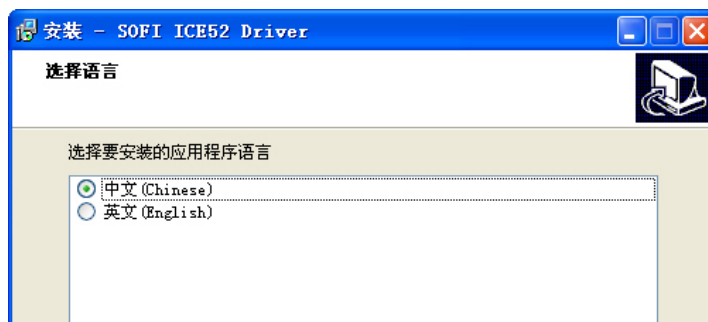 安装 - SOFI ICE52 Driver
选择语言
选择要安装的应用程序语言
中文(Chinese)
英文(English)